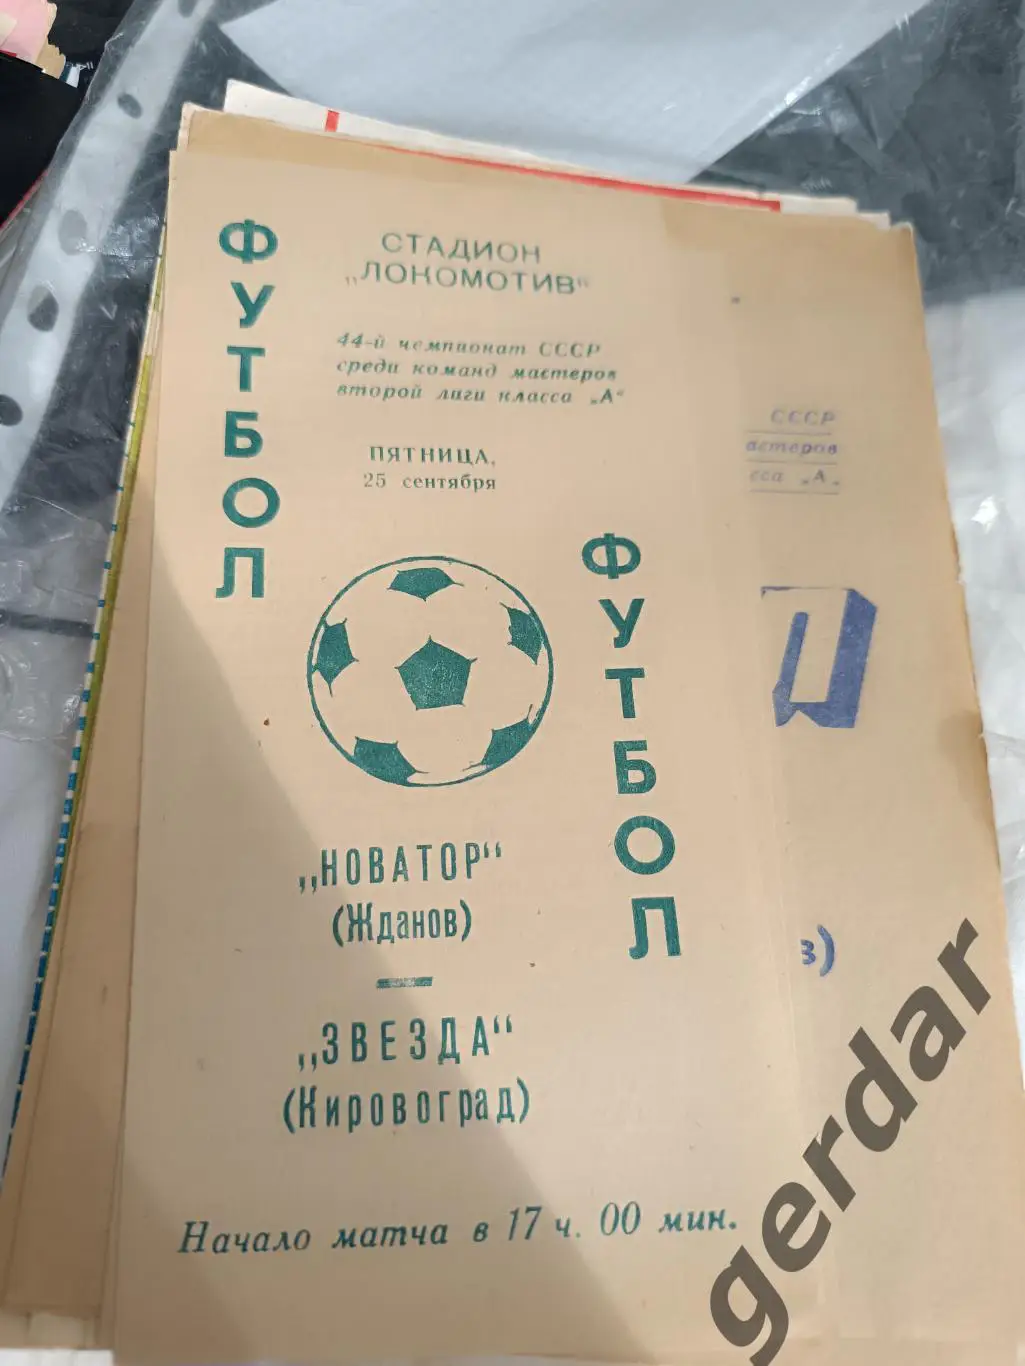 ФУТБОЛ
СТАДИОН
„ЛОКОМОТИВ“
44-й чемпионат СССР
среди команд мастеров
второй лиги класса „А“
ПЯТНИЦА,
25 сентября
ФУТБОЛ
„НОВАТОР“
(Жданов)
—
„ЗВЕЗДА“
(Кировоград)
Начало матча в 17 ч. 00 мин.
СССР
астеров
сса „А„
в)
gerdar